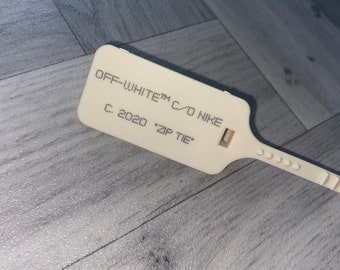 OFF-WHITE™ C/O NIKE
C. 2020 "ZIP TIE"